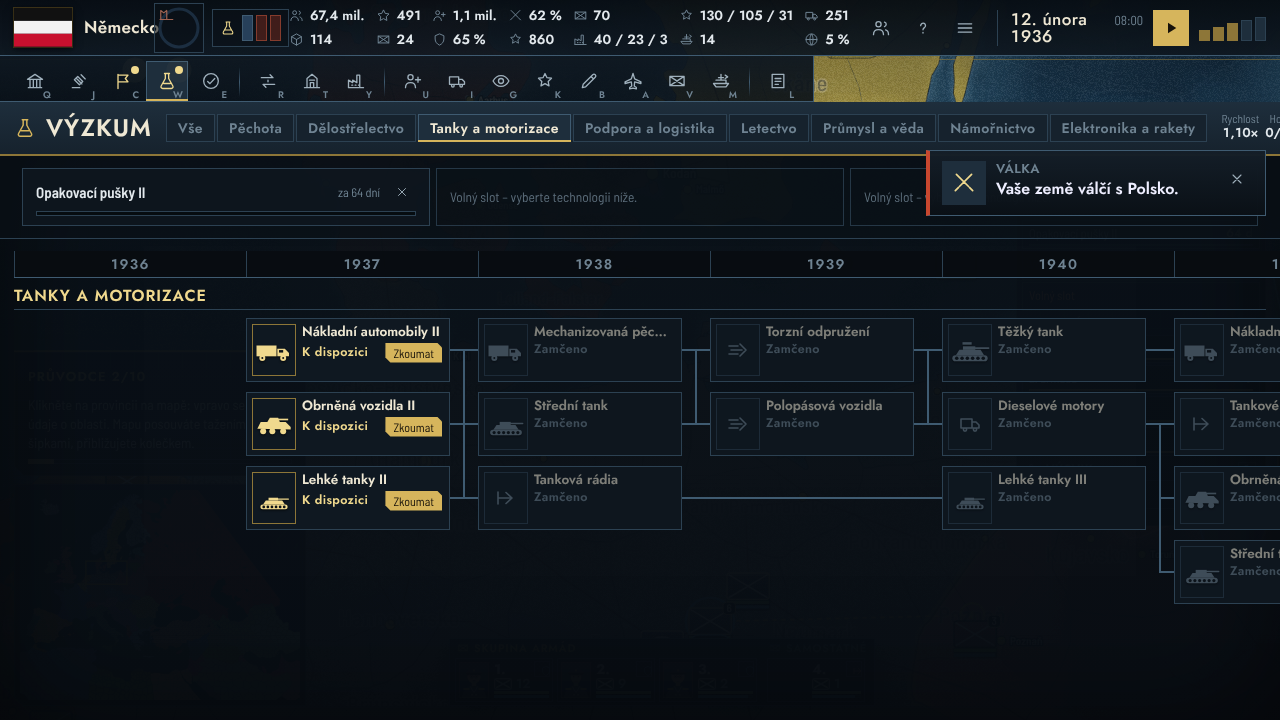 Německo
67,4 mil.
491
1,1 mil.
62 %
70
130 / 105 / 31
251
114
24
65 %
860
40 / 23 / 3
14
5 %
?
12. února
1936
08:00
Q
J
C
W
E
R
T
Y
U
I
G
K
B
A
V
M
L
VÝZKUM
Vše
Pěchota
Dělostřelectvo
Tanky a motorizace
Podpora a logistika
Letectvo
Průmysl a věda
Námořnictvo
Elektronika a rakety
Rychlost
1,10×
VÁLKA
Vaše země válčí s Polsko.
Opakovací pušky II
za 64 dní
Volný slot – vyberte technologii níže.
Volný slot –
1936
1937
1938
1939
1940
TANKY A MOTORIZACE
Nákladní automobily II
K dispozici
Zkoumat
Mechanizovaná pěc...
Zamčeno
Torzní odpružení
Zamčeno
Těžký tank
Zamčeno
Zamčeno
Obrněná vozidla II
K dispozici
Zkoumat
Střední tank
Zamčeno
Polopásová vozidla
Zamčeno
Dieselové motory
Zamčeno
Tankové
Zamčeno
Lehké tanky II
K dispozici
Zkoumat
Tanková rádia
Zamčeno
Lehké tanky III
Zamčeno
Zamčeno
Střední
Zamčeno